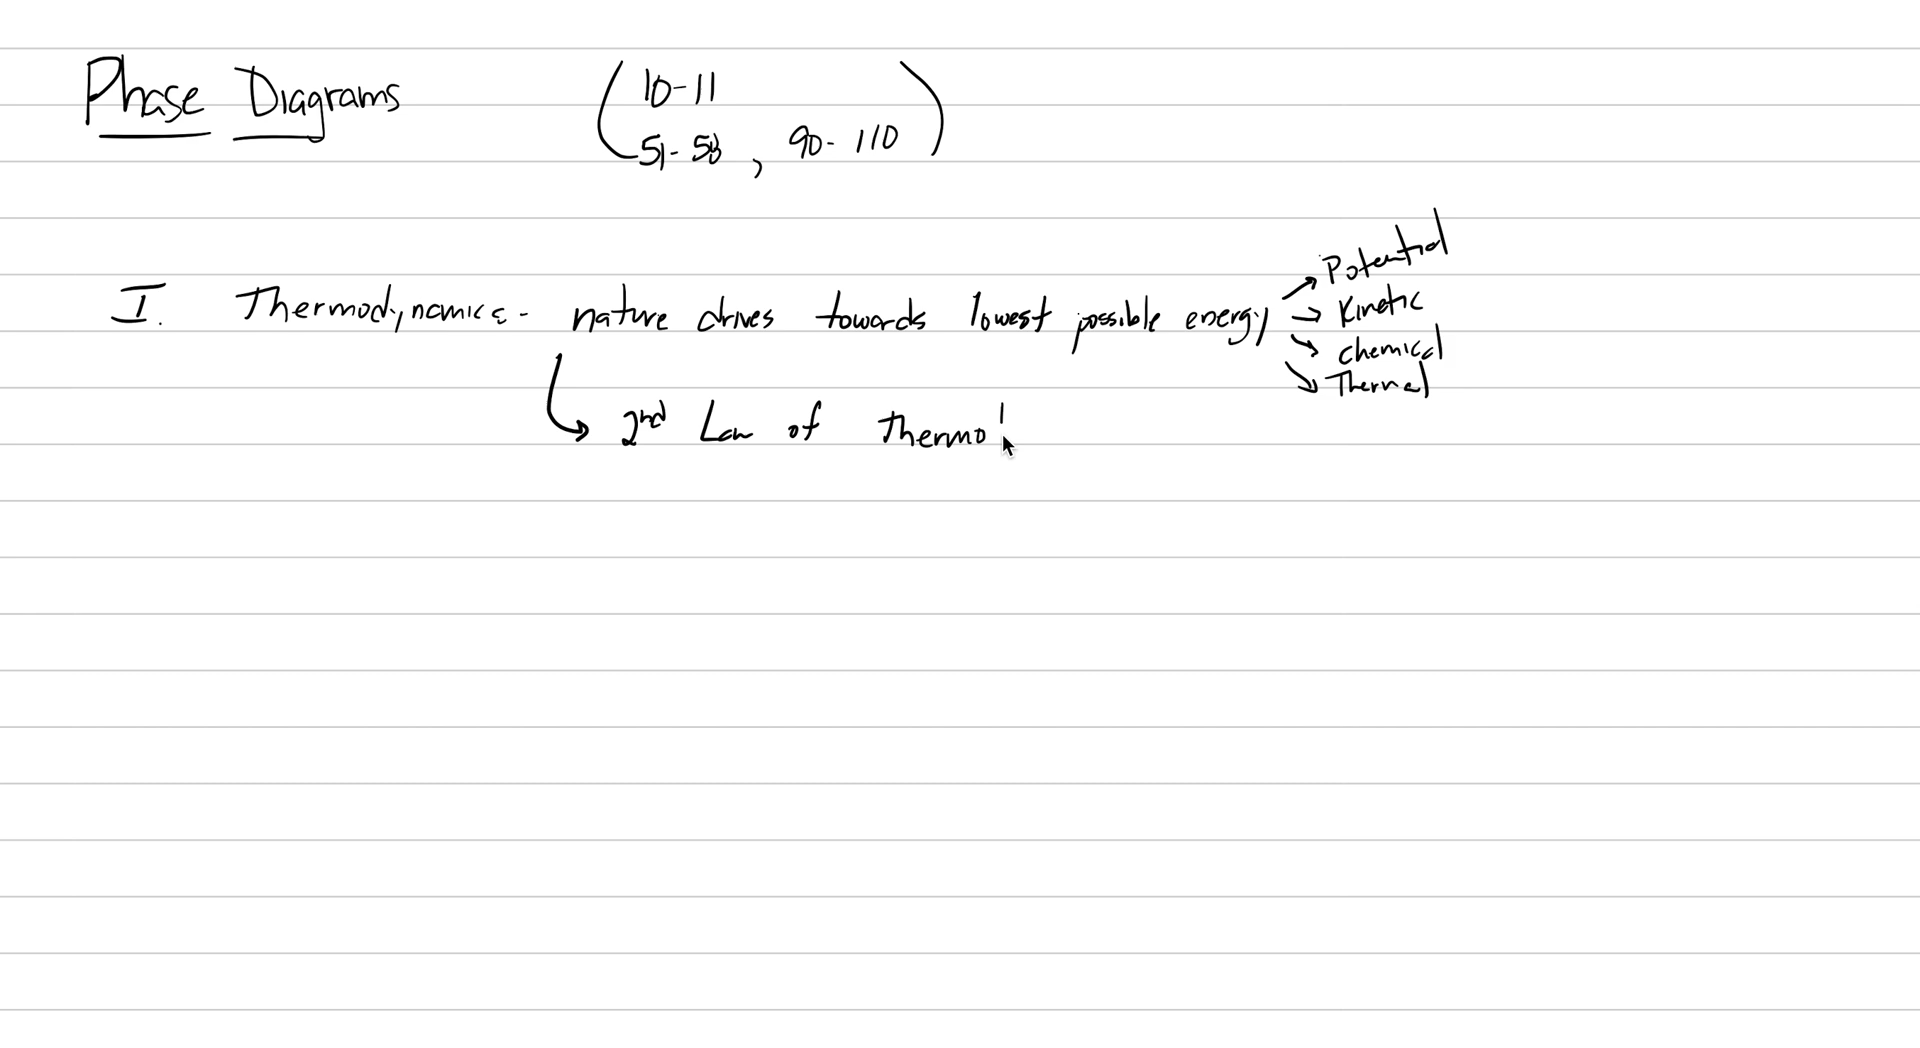 Phase Diagrams (10-11
51-58, 90-110)
I. Thermodynamics - nature drives towards lowest possible energy → Potential
→ Kinetic
→ chemical
→ Thermal
↳ 2nd Law of Thermo!